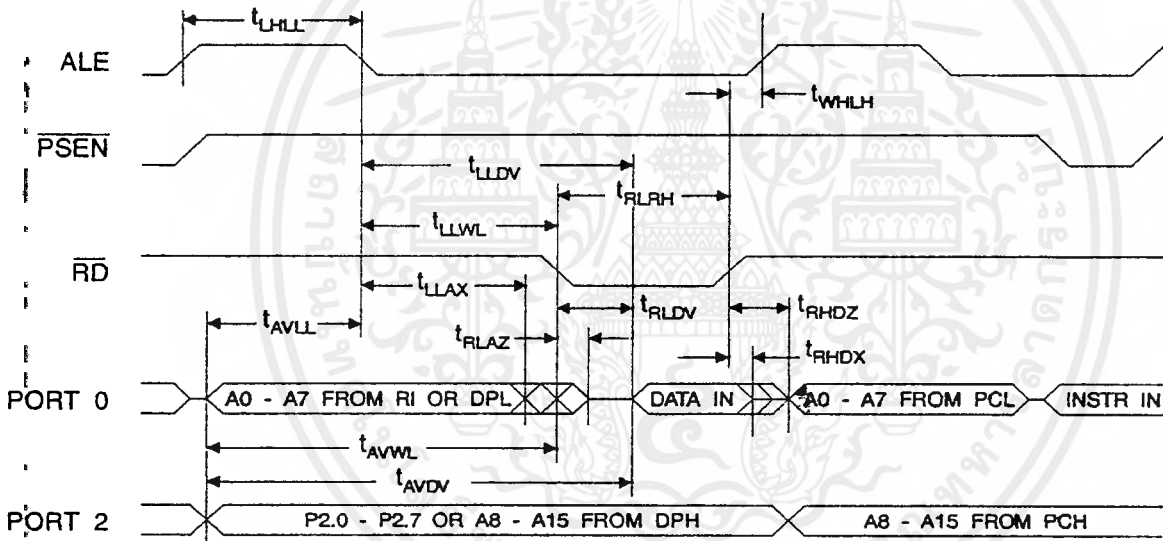 tLHLL
ALE
tWHLH
PSEN
tLLDV
tRLRH
tLLWL
RD
tLLAX
tRLDV
tRHDZ
tAVLL
tRLAZ
tRHDX
PORT 0
A0 - A7 FROM RI OR DPL
DATA IN
A0 - A7 FROM PCL
INSTR IN
tAVWL
tAVDV
PORT 2
P2.0 - P2.7 OR A8 - A15 FROM DPH
A8 - A15 FROM PCH